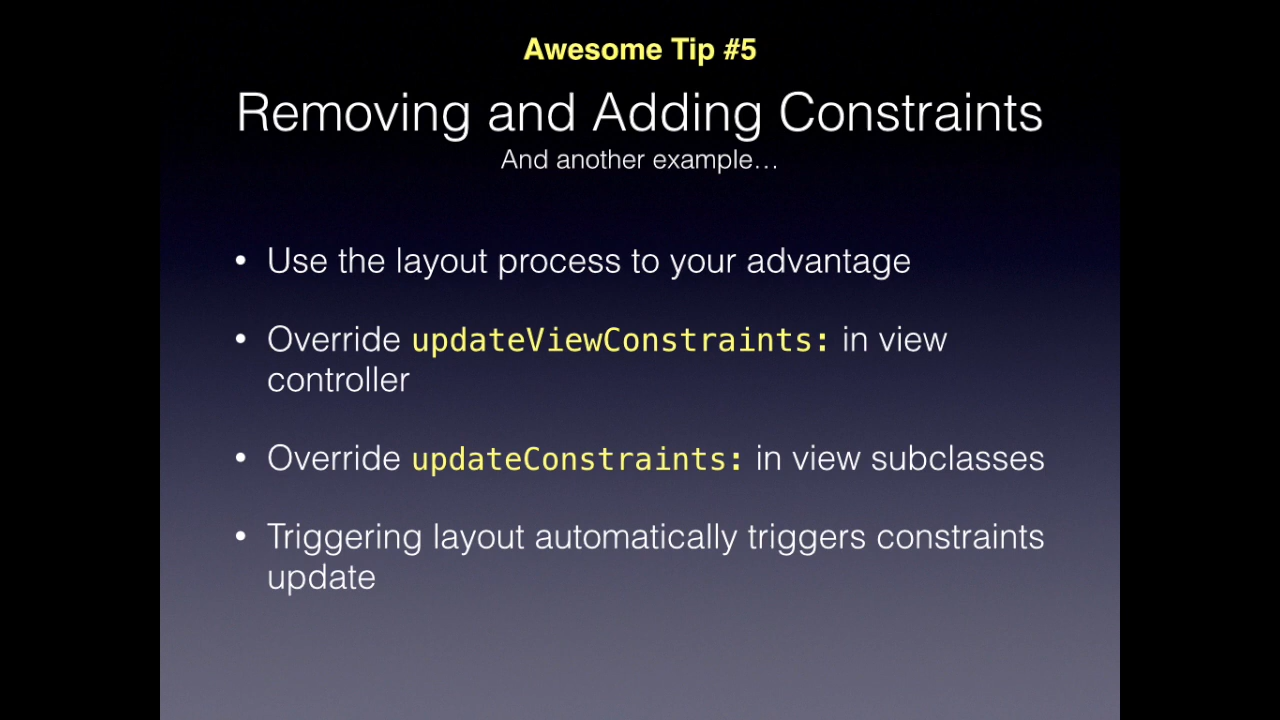 Awesome Tip #5
Removing and Adding Constraints
And another example…
• Use the layout process to your advantage
• Override updateViewConstraints: in view
controller
• Override updateConstraints: in view subclasses
• Triggering layout automatically triggers constraints
update